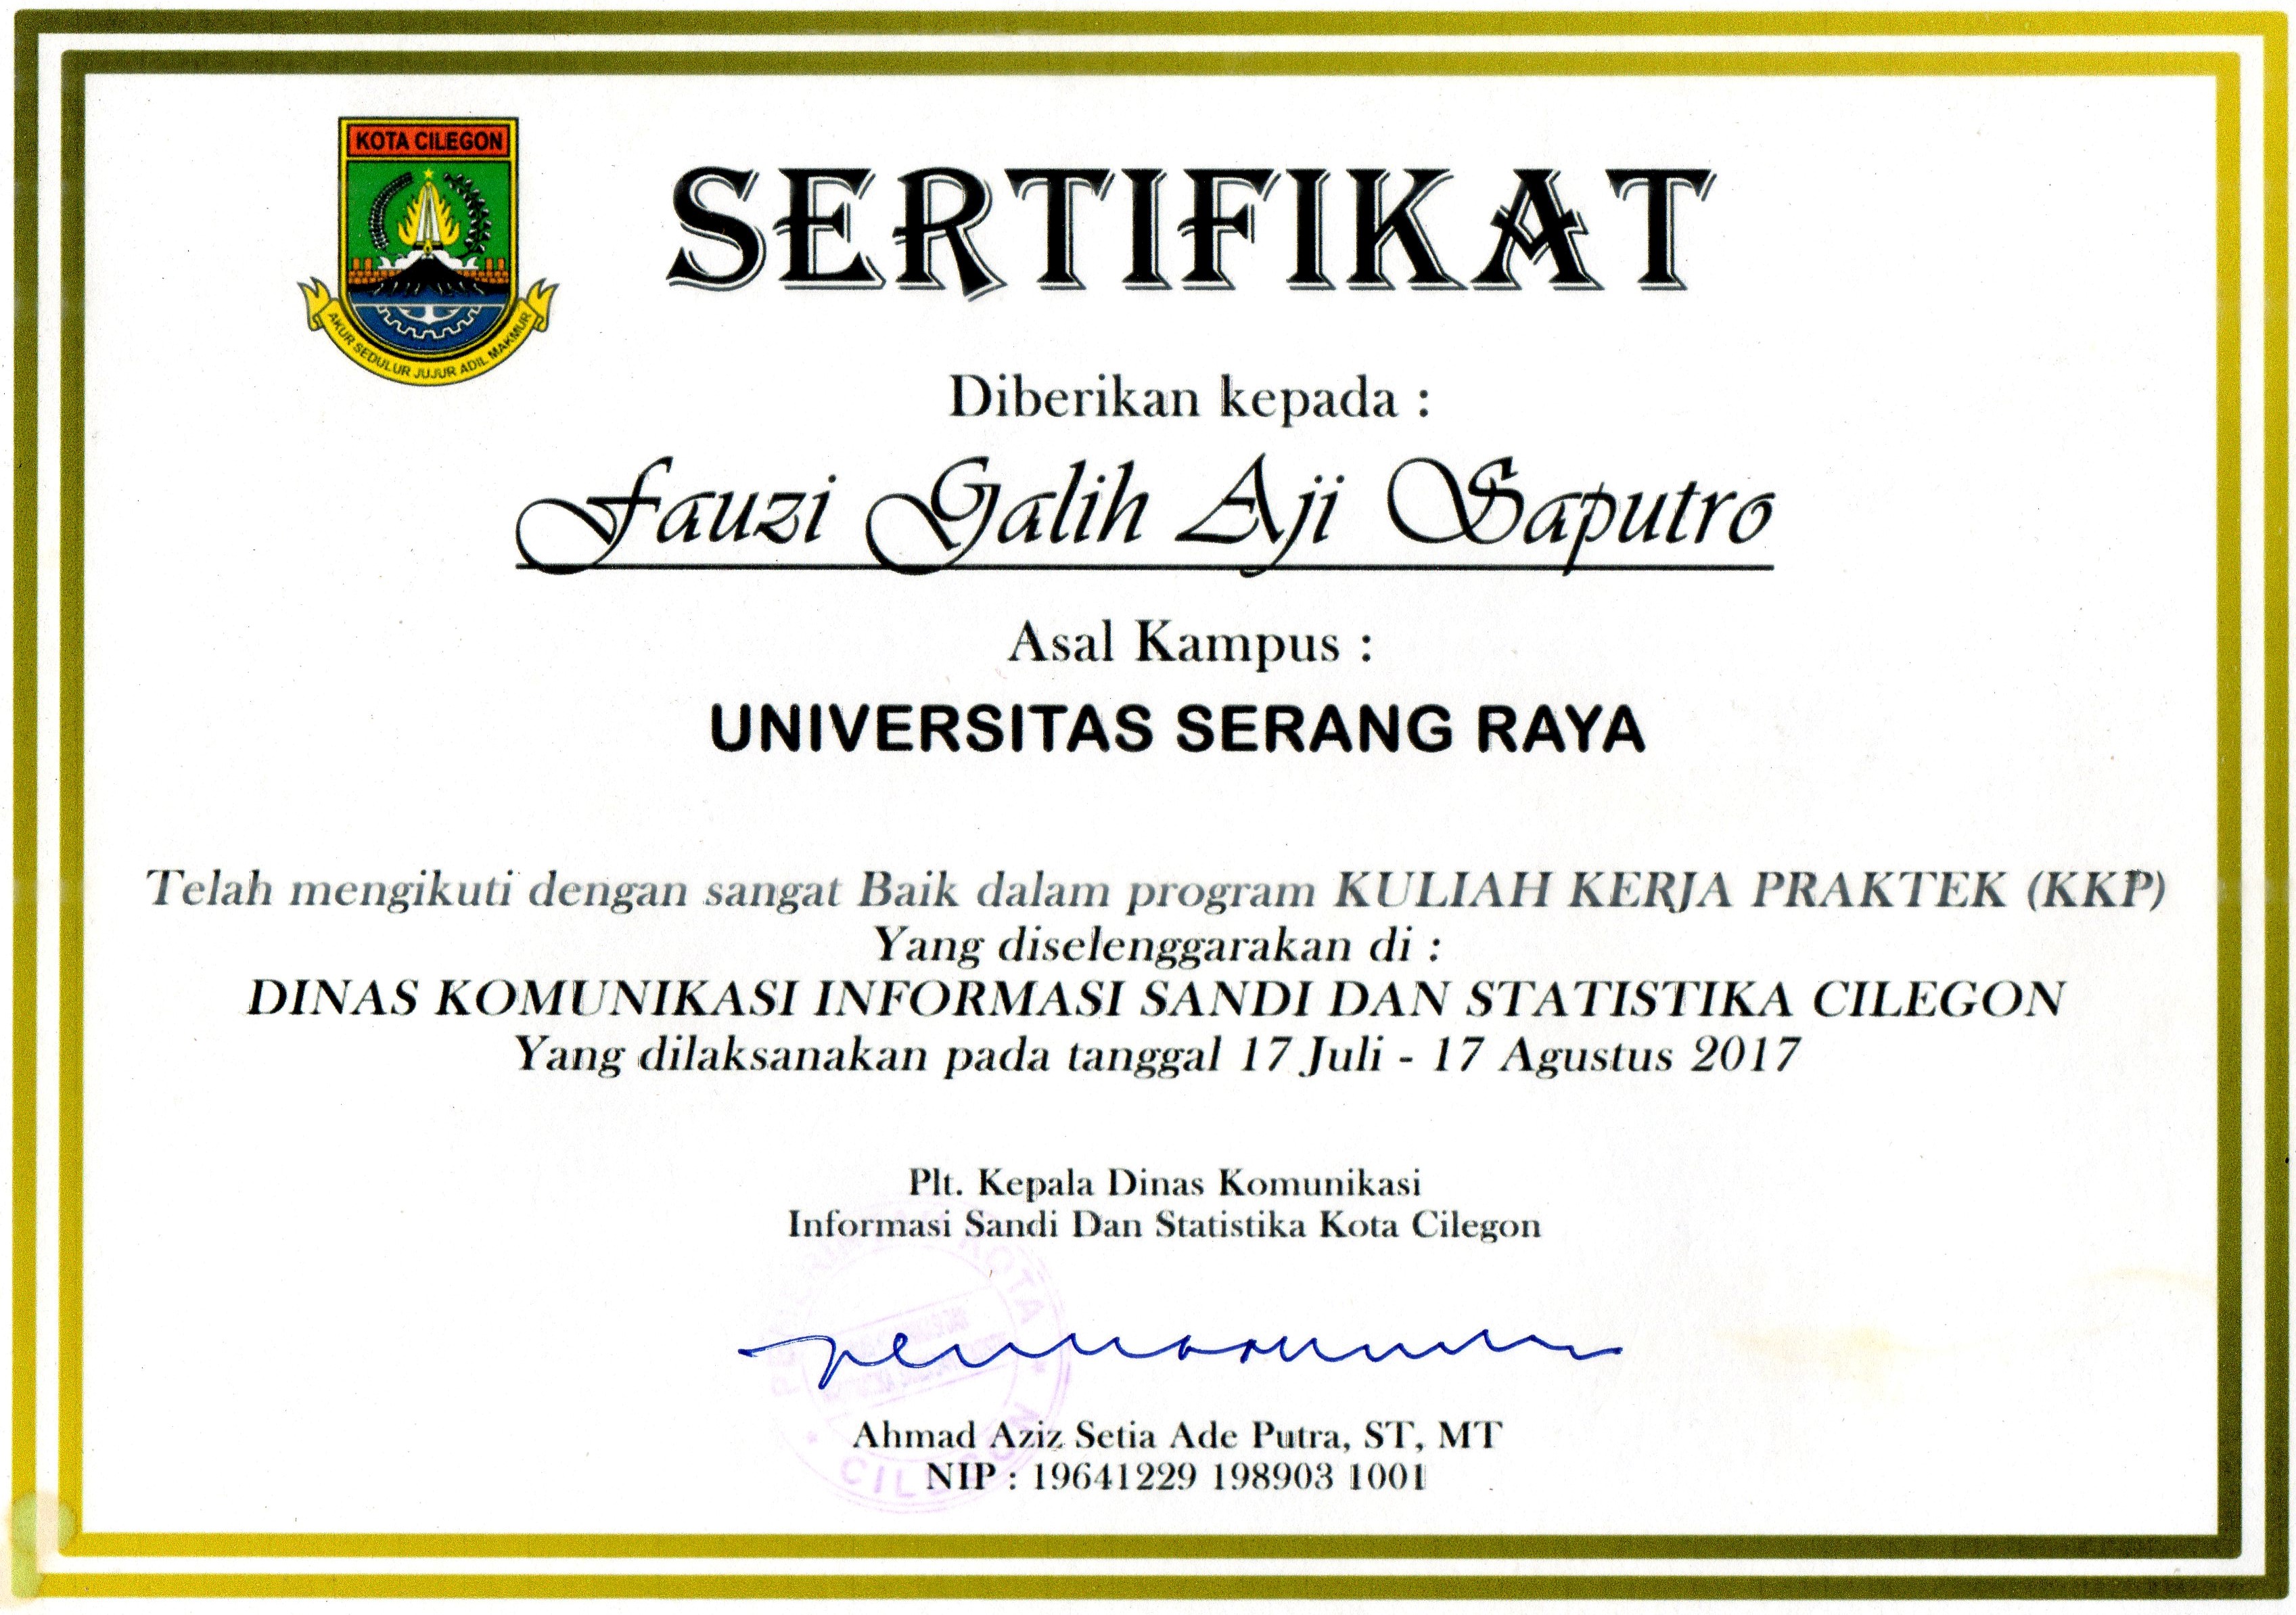 KOTA CILEGON
AKUR SEDULUR JUJUR ADIL MAKMUR
SERTIFIKAT
Diberikan kepada :
Fauzi Galih Aji Saputro
Asal Kampus :
UNIVERSITAS SERANG RAYA
Telah mengikuti dengan sangat Baik dalam program KULIAH KERJA PRAKTEK (KKP)
Yang diselenggarakan di :
DINAS KOMUNIKASI INFORMASI SANDI DAN STATISTIKA CILEGON
Yang dilaksanakan pada tanggal 17 Juli - 17 Agustus 2017
Plt. Kepala Dinas Komunikasi
Informasi Sandi Dan Statistika Kota Cilegon
KOTA
CILEGON
Ahmad Aziz Setia Ade Putra, ST, MT
NIP : 19641229 198903 1001